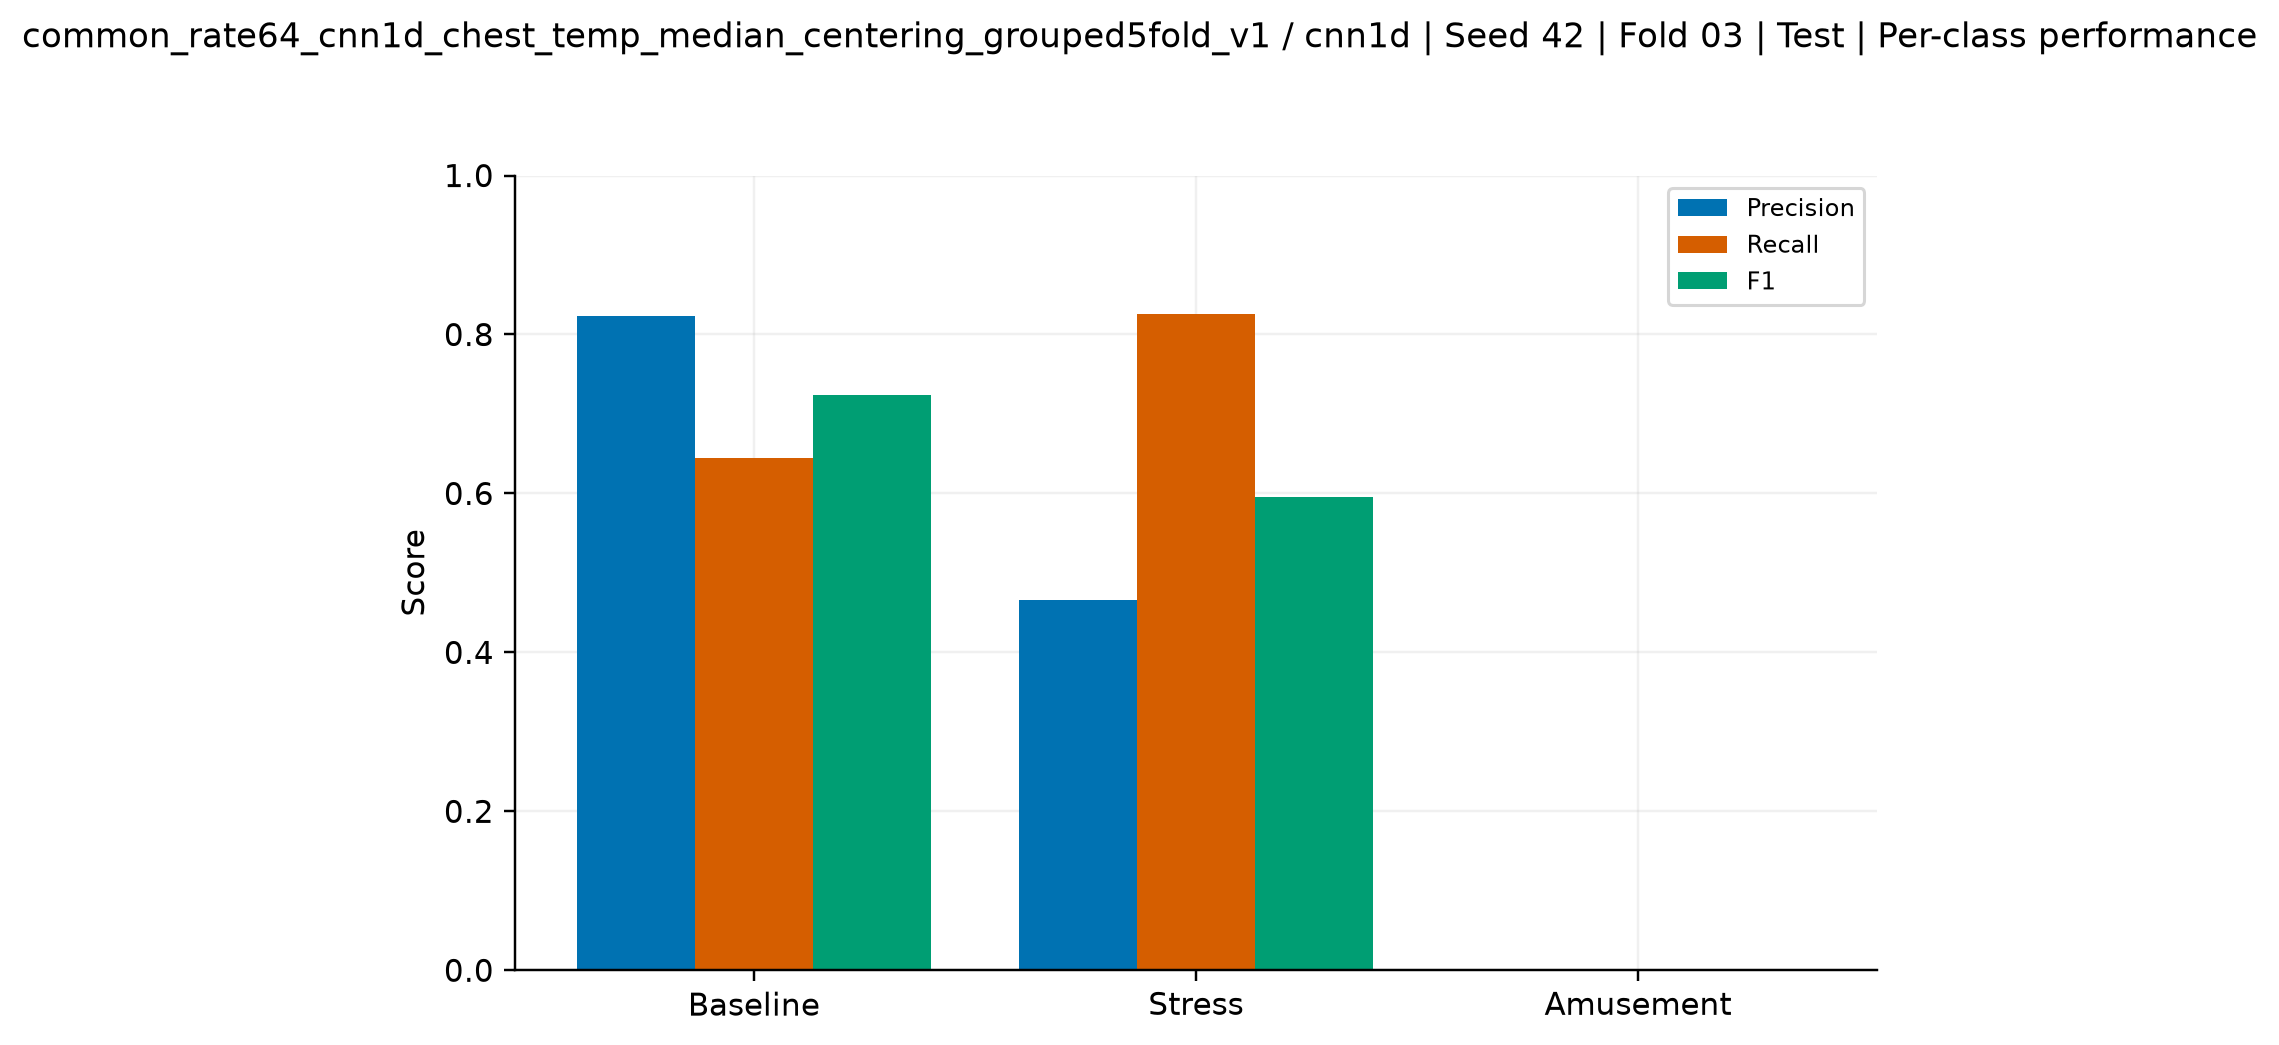 common_rate64_cnn1d_chest_temp_median_centering_grouped5fold_v1 / cnn1d | Seed 42 | Fold 03 | Test | Per-class performance
1.0
0.8
0.6
0.4
0.2
0.0
Score
Precision
Recall
F1
Baseline
Stress
Amusement